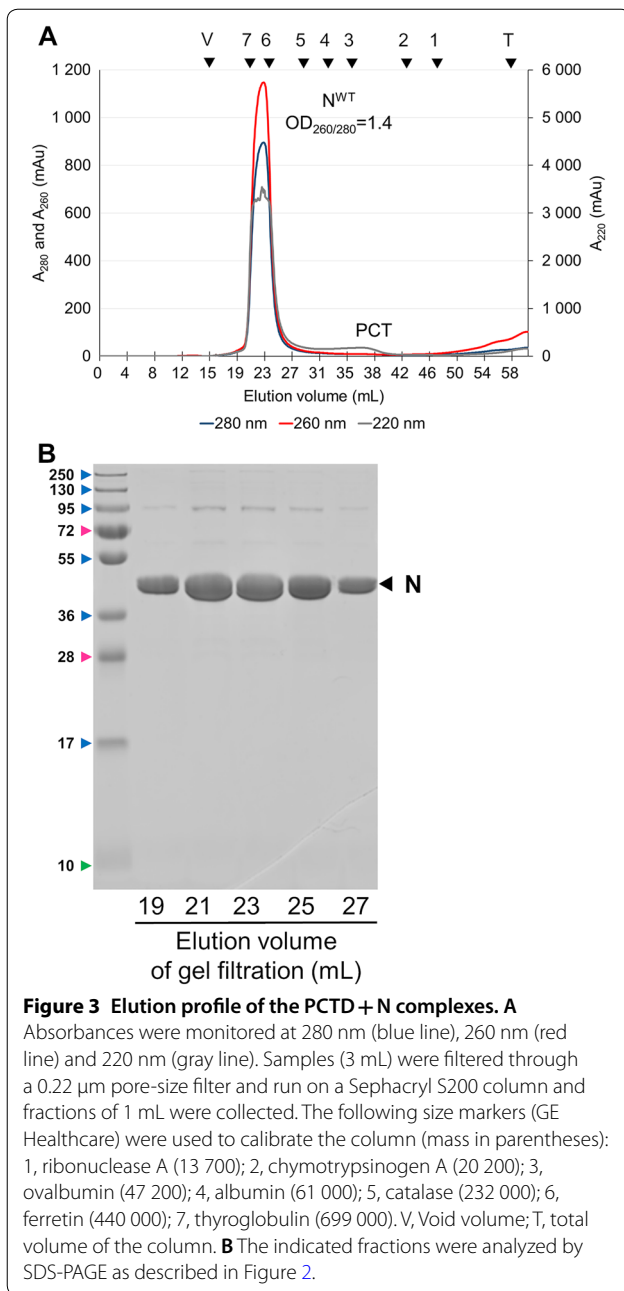 A
V 7 6 5 4 3 2 1 T
1 200 6 000
1 000 5 000
800 4 000
600 3 000
400 2 000
200 1 000
0 0
A280 and A260 (mAu)
A220 (mAu)
NWT
OD260/280=1.4
PCT
0 4 8 12 15 19 23 27 31 35 38 42 46 50 54 58
Elution volume (mL)
280 nm 260 nm 220 nm
B
250
130
95
72
55
36
28
17
10
N
19 21 23 25 27
Elution volume
of gel filtration (mL)
Figure 3 Elution profile of the PCTD + N complexes. A
Absorbances were monitored at 280 nm (blue line), 260 nm (red
line) and 220 nm (gray line). Samples (3 mL) were filtered through
a 0.22 µm pore-size filter and run on a Sephacryl S200 column and
fractions of 1 mL were collected. The following size markers (GE
Healthcare) were used to calibrate the column (mass in parentheses):
1, ribonuclease A (13 700); 2, chymotrypsinogen A (20 200); 3,
ovalbumin (47 200); 4, albumin (61 000); 5, catalase (232 000); 6,
ferretin (440 000); 7, thyroglobulin (699 000). V, Void volume; T, total
volume of the column. B The indicated fractions were analyzed by
SDS-PAGE as described in Figure 2.